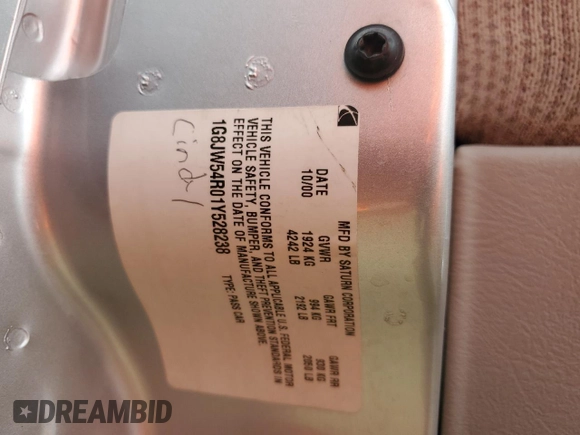 MFD BY SATURN CORPORATION
DATE GVWR GAWR FRT GAWR RR
10/00 1924 KG 994 KG 930 KG
4242 LB 2192 LB 2050 LB
THIS VEHICLE CONFORMS TO ALL APPLICABLE U.S. FEDERAL MOTOR
VEHICLE SAFETY, BUMPER, AND THEFT PREVENTION STANDARDS IN
EFFECT ON THE DATE OF MANUFACTURE SHOWN ABOVE.
1G8JW54R01Y528238 TYPE: PASS CAR
DREAMBID